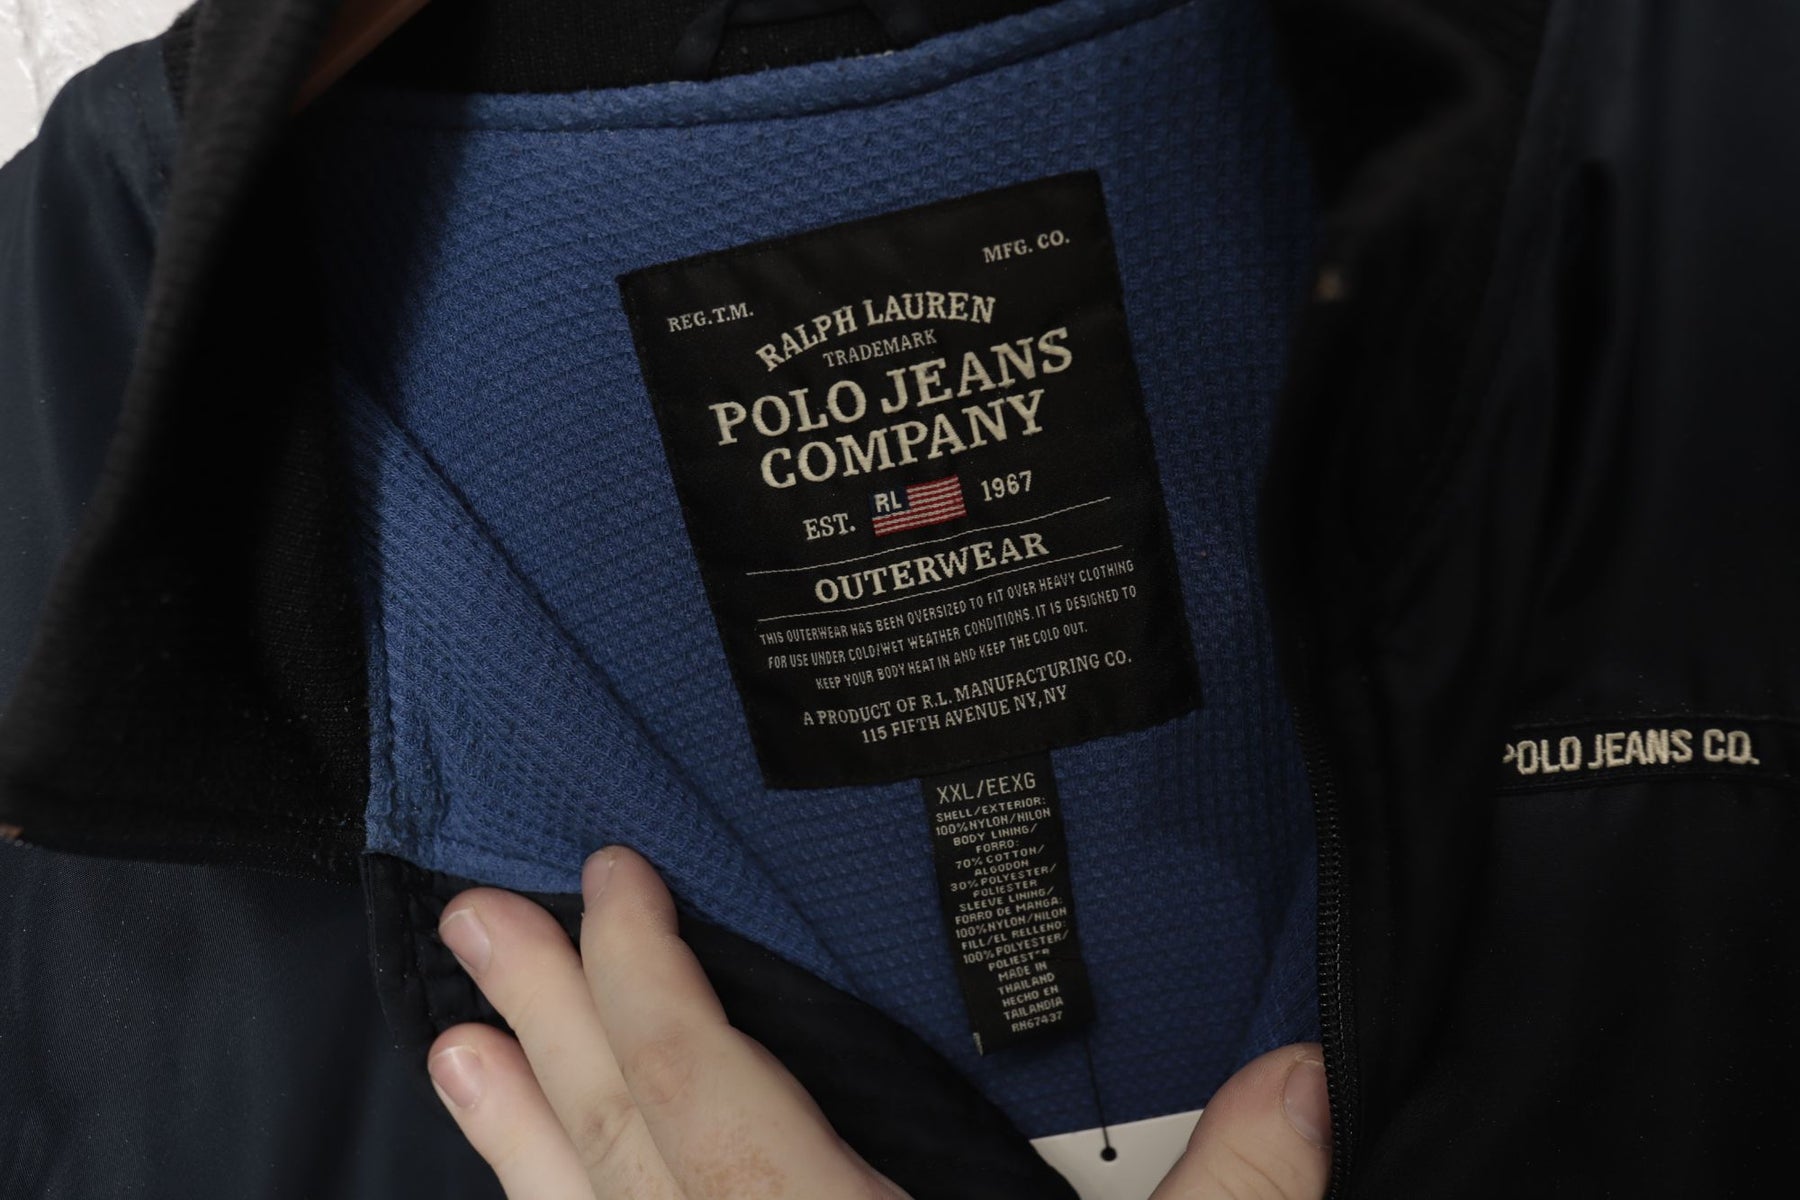 REG.T.M.
MFG. CO.
RALPH LAUREN
TRADEMARK
POLO JEANS
COMPANY
EST. RL 1967
OUTERWEAR
THIS OUTERWEAR HAS BEEN OVERSIZED TO FIT OVER HEAVY CLOTHING
FOR USE UNDER COLD/WET WEATHER CONDITIONS. IT IS DESIGNED TO
KEEP YOUR BODY HEAT IN AND KEEP THE COLD OUT.
A PRODUCT OF R.L. MANUFACTURING CO.
115 FIFTH AVENUE NY, NY
XXL/EEXG
SHELL/EXTERIOR:
100%NYLON/NILON
BODY LINING/
FORRO:
70% COTTON/
ALGODON
30%POLYESTER/
POLIESTER
SLEEVE LINING/
FORRO DE MANGA:
100%NYLON/NILON
FILL/EL RELLENO:
100%POLYESTER/
POLIESTER
MADE IN
THAILAND
HECHO EN
TAILANDIA
RN67437
POLO JEANS CO.